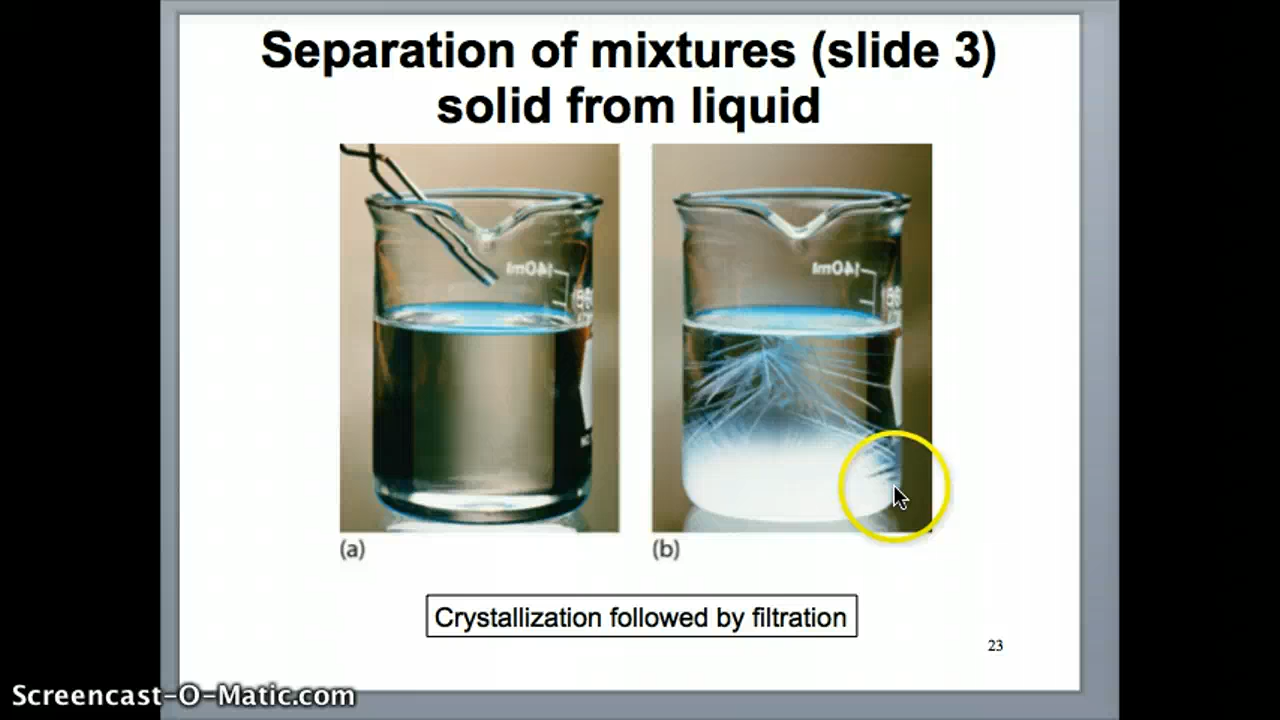 Separation of mixtures (slide 3)
solid from liquid
140ml
140ml
(a)
(b)
Crystallization followed by filtration
23
Screencast-O-Matic.com